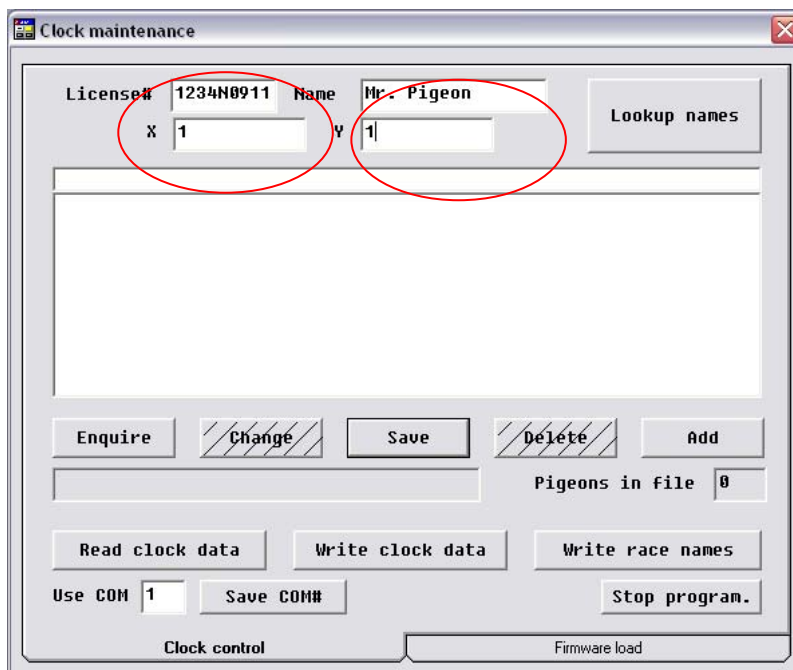 Clock maintenance
License# 1234N0911 Name Mr. Pigeon
Lookup names
X 1 Y 1
Enquire Change Save Delete Add
Pigeons in file 0
Read clock data Write clock data Write race names
Use COM 1 Save COM# Stop program.
Clock control Firmware load